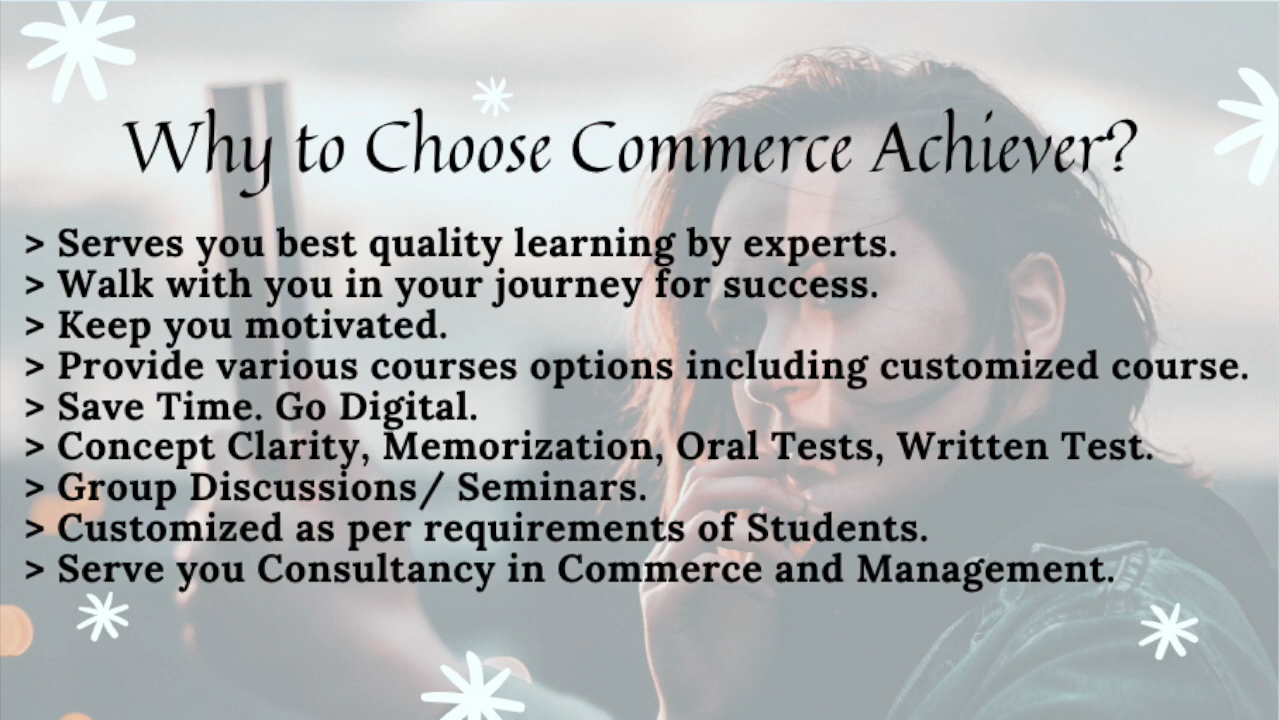 Why to Choose Commerce Achiever?
> Serves you best quality learning by experts.
> Walk with you in your journey for success.
> Keep you motivated.
> Provide various courses options including customized course.
> Save Time. Go Digital.
> Concept Clarity, Memorization, Oral Tests, Written Test.
> Group Discussions/ Seminars.
> Customized as per requirements of Students.
> Serve you Consultancy in Commerce and Management.